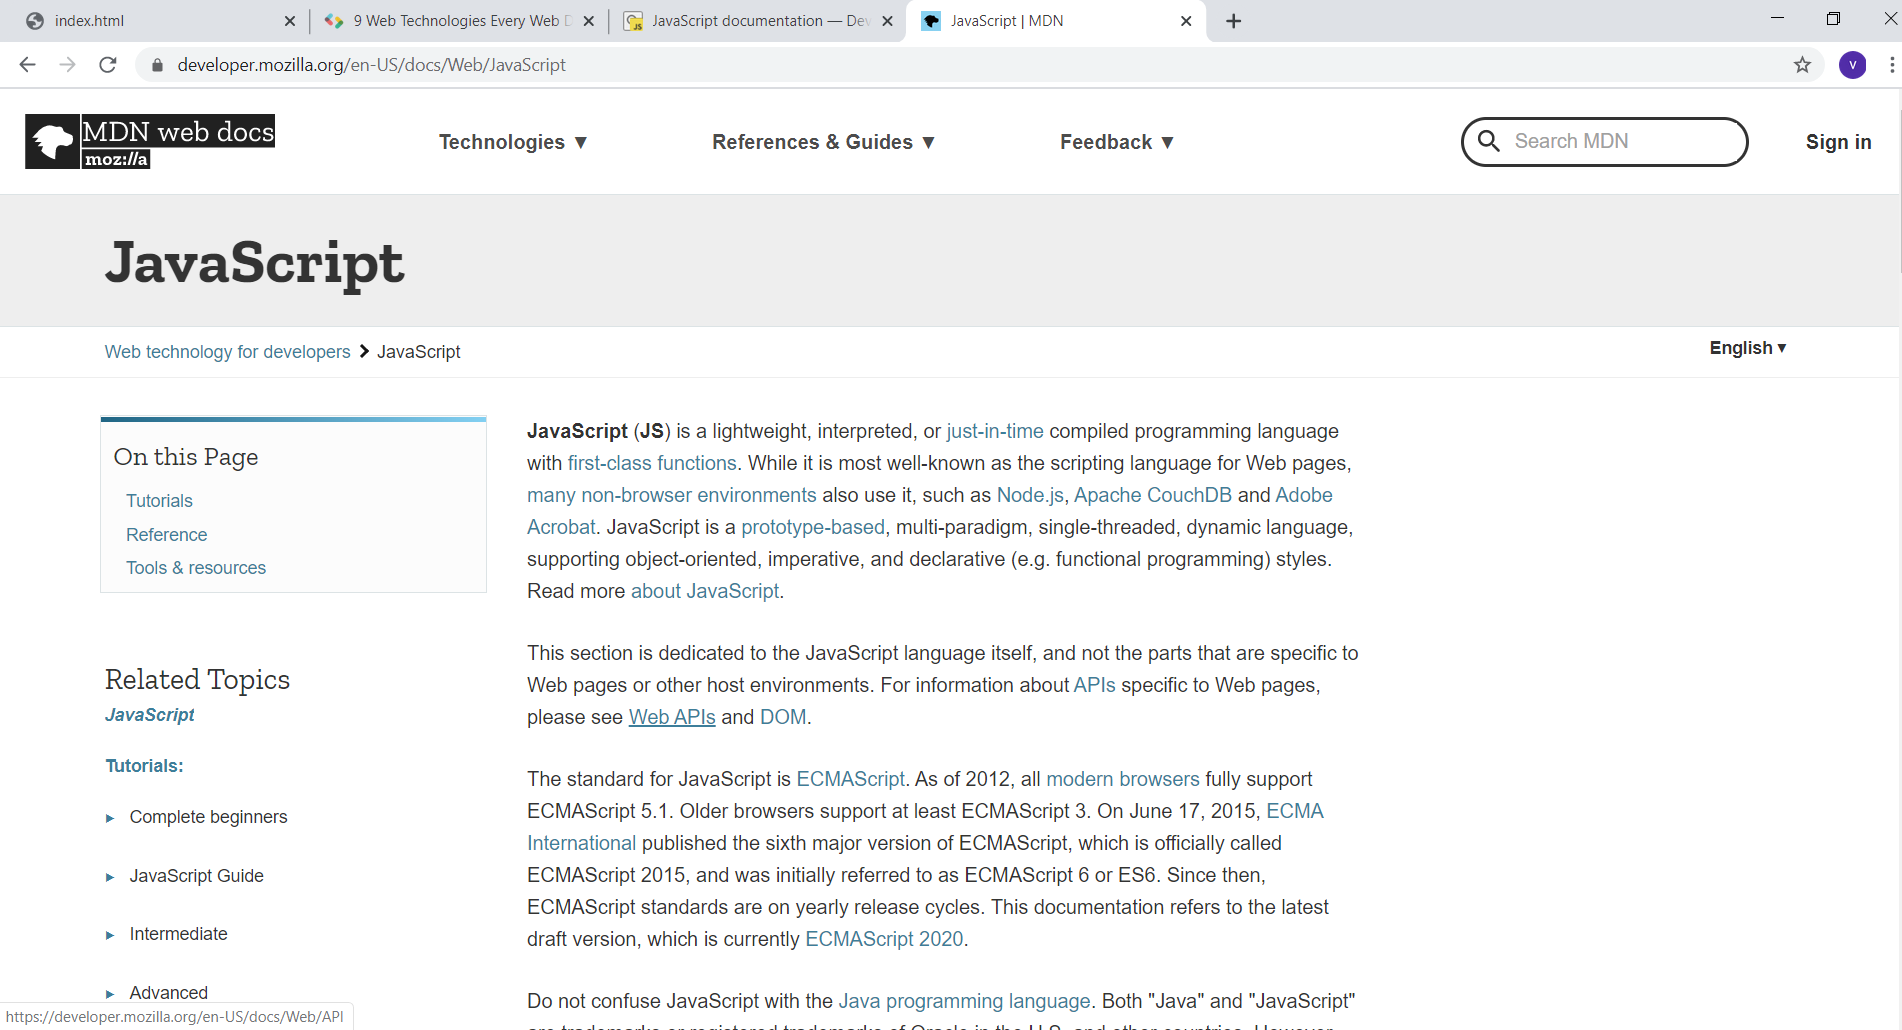 index.html
9 Web Technologies Every Web D
JavaScript documentation — Dev
JavaScript | MDN
developer.mozilla.org/en-US/docs/Web/JavaScript
V
MDN web docs
moz://a
Technologies ▼
References & Guides ▼
Feedback ▼
Search MDN
Sign in
JavaScript
Web technology for developers > JavaScript
English ▼
On this Page
Tutorials
Reference
Tools & resources
Related Topics
JavaScript
Tutorials:
Complete beginners
JavaScript Guide
Intermediate
Advanced
JavaScript (JS) is a lightweight, interpreted, or just-in-time compiled programming language
with first-class functions. While it is most well-known as the scripting language for Web pages,
many non-browser environments also use it, such as Node.js, Apache CouchDB and Adobe
Acrobat. JavaScript is a prototype-based, multi-paradigm, single-threaded, dynamic language,
supporting object-oriented, imperative, and declarative (e.g. functional programming) styles.
Read more about JavaScript.
This section is dedicated to the JavaScript language itself, and not the parts that are specific to
Web pages or other host environments. For information about APIs specific to Web pages,
please see Web APIs and DOM.
The standard for JavaScript is ECMAScript. As of 2012, all modern browsers fully support
ECMAScript 5.1. Older browsers support at least ECMAScript 3. On June 17, 2015, ECMA
International published the sixth major version of ECMAScript, which is officially called
ECMAScript 2015, and was initially referred to as ECMAScript 6 or ES6. Since then,
ECMAScript standards are on yearly release cycles. This documentation refers to the latest
draft version, which is currently ECMAScript 2020.
Do not confuse JavaScript with the Java programming language. Both "Java" and "JavaScript"
are trademarks or registered trademarks of Oracle in the U.S. and other countries. However,
https://developer.mozilla.org/en-US/docs/Web/API